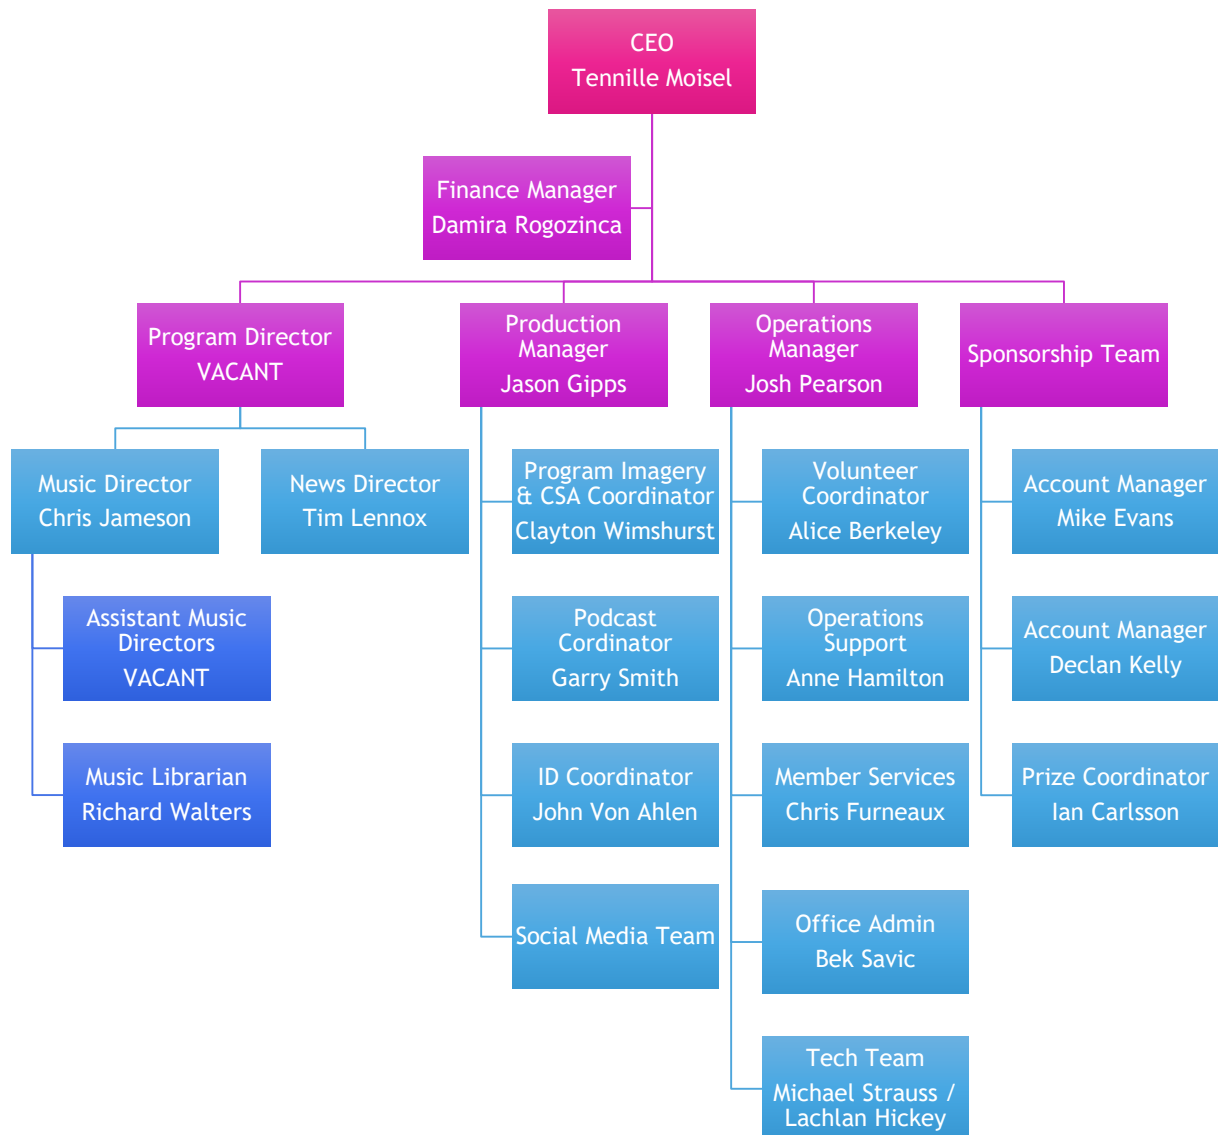 CEO
Tennille Moisel
Finance Manager
Damira Rogozinca
Program Director
VACANT
Production
Manager
Jason Gipps
Operations
Manager
Josh Pearson
Sponsorship Team
Music Director
Chris Jameson
News Director
Tim Lennox
Program Imagery
& CSA Coordinator
Clayton Wimshurst
Volunteer
Coordinator
Alice Berkeley
Account Manager
Mike Evans
Assistant Music
Directors
VACANT
Podcast
Cordinator
Garry Smith
Operations
Support
Anne Hamilton
Account Manager
Declan Kelly
Music Librarian
Richard Walters
ID Coordinator
John Von Ahlen
Member Services
Chris Furneaux
Prize Coordinator
Ian Carlsson
Social Media Team
Office Admin
Bek Savic
Tech Team
Michael Strauss /
Lachlan Hickey